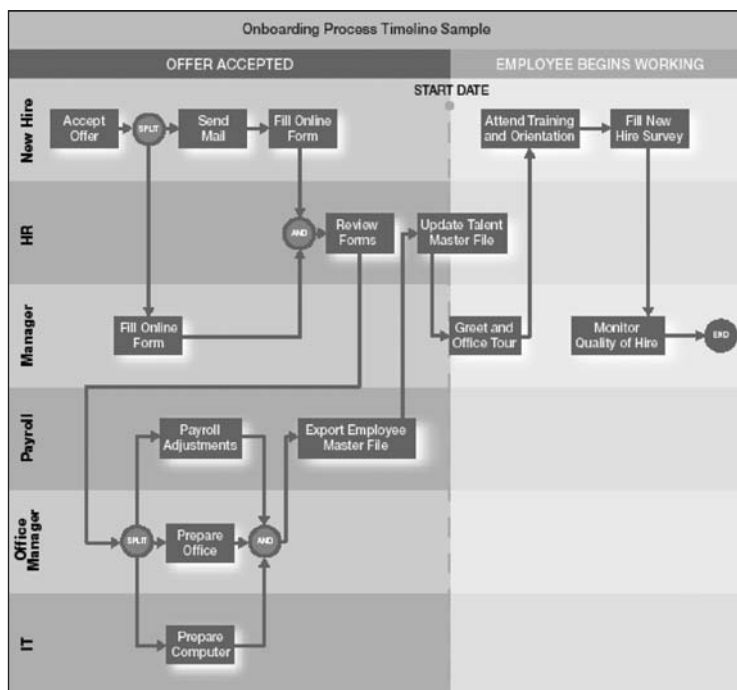 Onboarding Process Timeline Sample
OFFER ACCEPTED
EMPLOYEE BEGINS WORKING
START DATE
New Hire
Accept
Offer
SPLIT
Send
Mail
Fill Online
Form
Attend Training
and Orientation
Fill New
Hire Survey
HR
AND
Review
Forms
Update Talent
Master File
Manager
Fill Online
Form
Greet and
Office Tour
Monitor
Quality of Hire
END
Payroll
Payroll
Adjustments
Export Employee
Master File
Office
Manager
SPLIT
Prepare
Office
AND
IT
Prepare
Computer